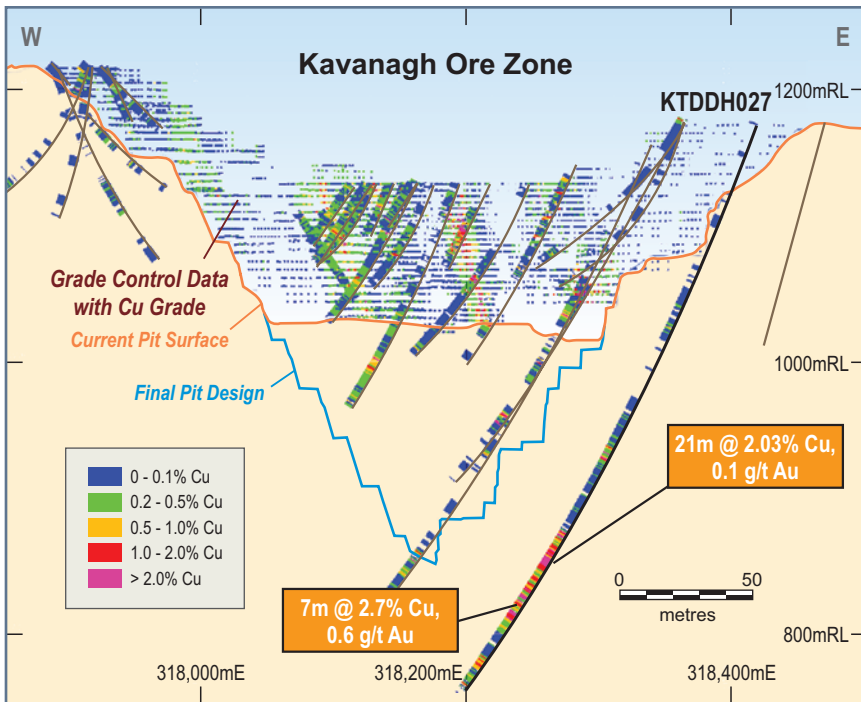 W
E
Kavanagh Ore Zone
KTDDH027
1200mRL
Grade Control Data
with Cu Grade
Current Pit Surface
1000mRL
Final Pit Design
21m @ 2.03% Cu,
0.1 g/t Au
0 - 0.1% Cu
0.2 - 0.5% Cu
0.5 - 1.0% Cu
1.0 - 2.0% Cu
> 2.0% Cu
0 50
metres
7m @ 2.7% Cu,
0.6 g/t Au
800mRL
318,000mE
318,200mE
318,400mE